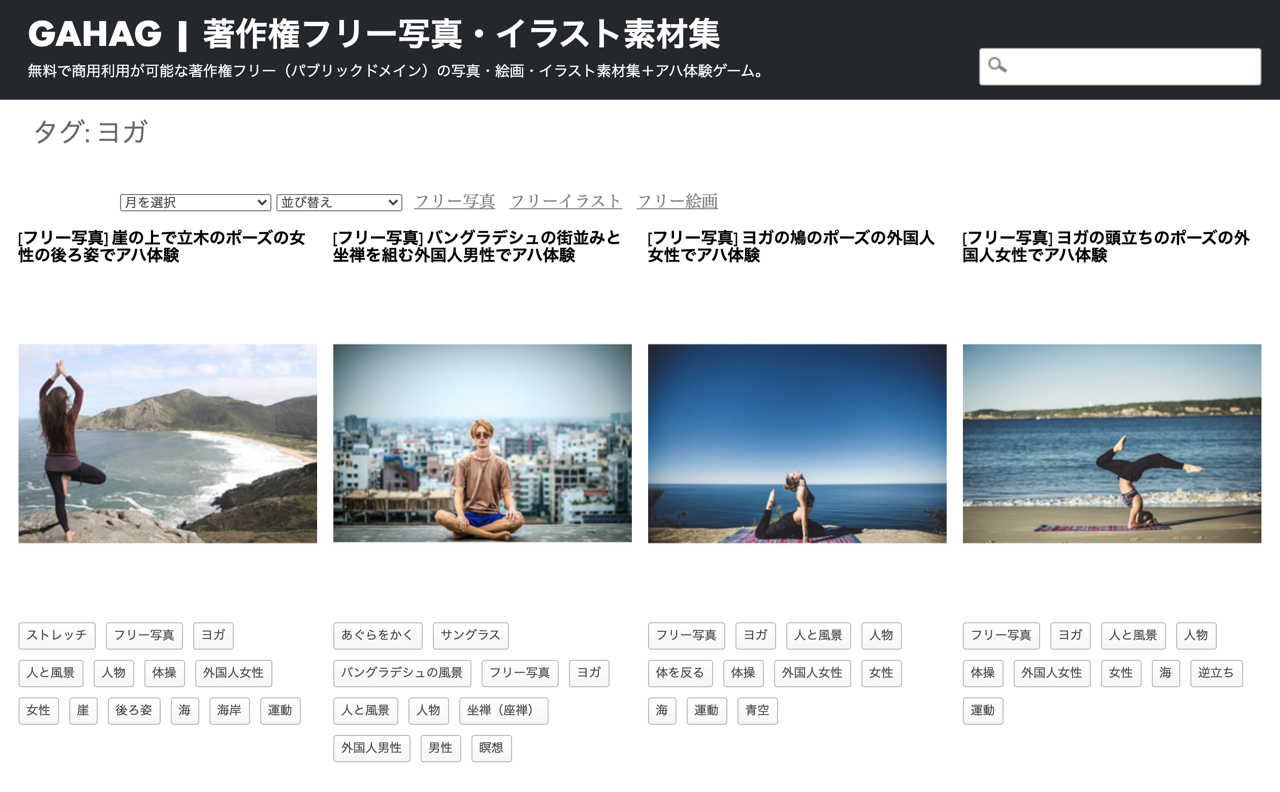 GAHAG | 著作権フリー写真・イラスト素材集
無料で商用利用が可能な著作権フリー（パブリックドメイン）の写真・絵画・イラスト素材集＋アハ体験ゲーム。
タグ: ヨガ
月を選択 並び替え フリー写真 フリーイラスト フリー絵画
[フリー写真] 崖の上で立木のポーズの女
性の後ろ姿でアハ体験
[フリー写真] バングラデシュの街並みと
坐禅を組む外国人男性でアハ体験
[フリー写真] ヨガの鳩のポーズの外国人
女性でアハ体験
[フリー写真] ヨガの頭立ちのポーズの外
国人女性でアハ体験
ストレッチ フリー写真 ヨガ
人と風景 人物 体操 外国人女性
女性 崖 後ろ姿 海 海岸 運動
あぐらをかく サングラス
バングラデシュの風景 フリー写真 ヨガ
人と風景 人物 坐禅（座禅）
外国人男性 男性 瞑想
フリー写真 ヨガ 人と風景 人物
体を反る 体操 外国人女性 女性
海 運動 青空
フリー写真 ヨガ 人と風景 人物
体操 外国人女性 女性 海 逆立ち
運動